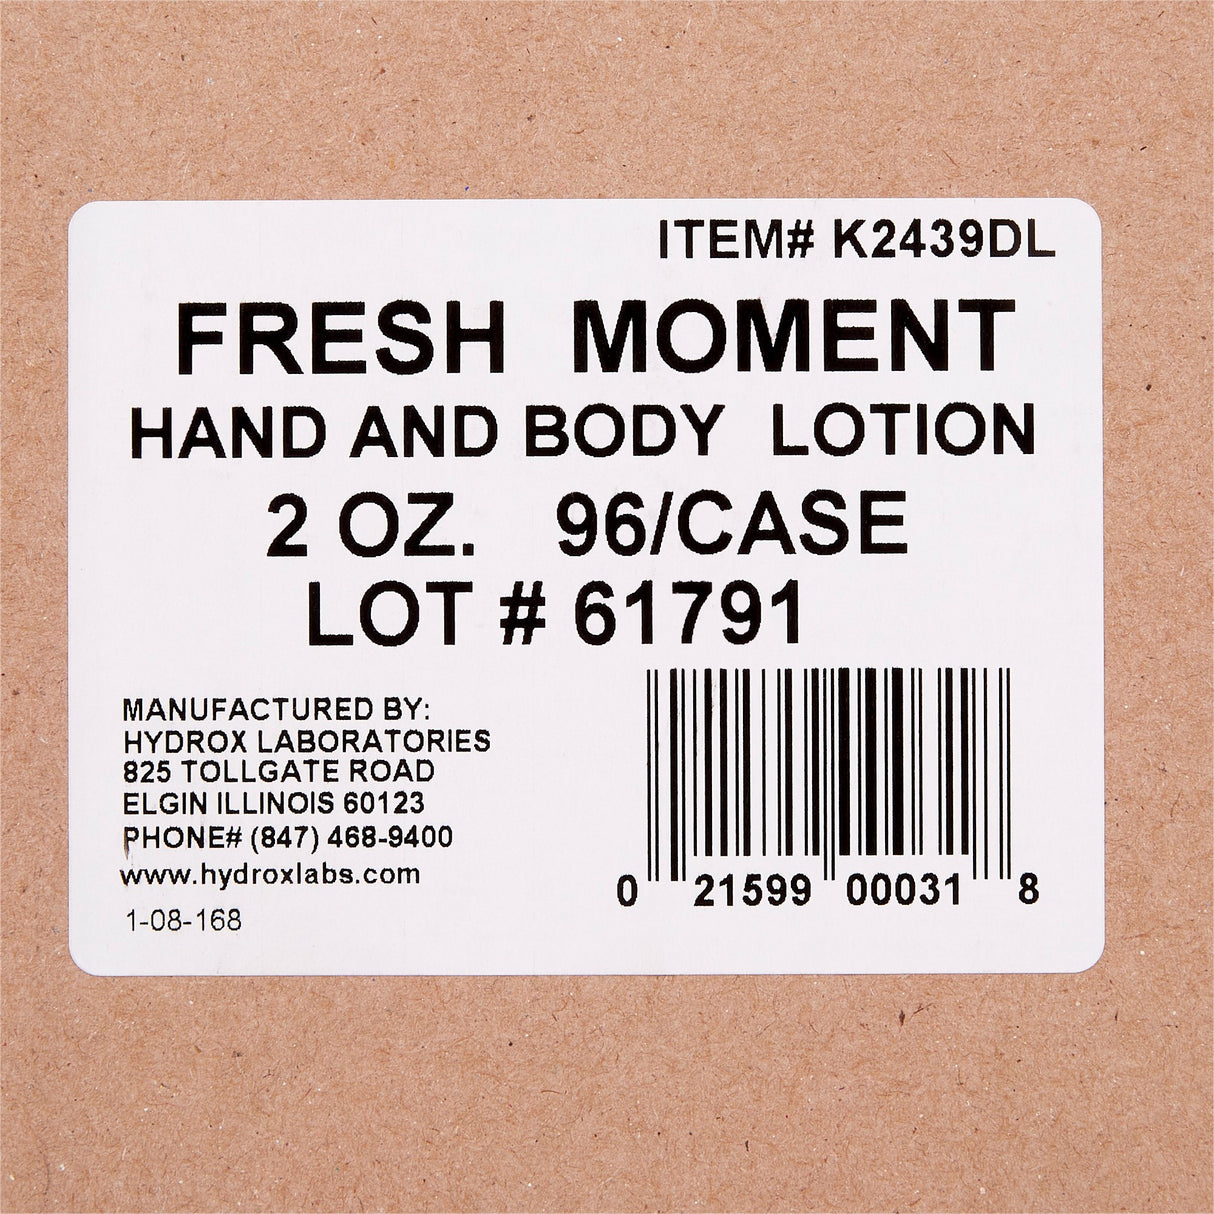 ITEM# K2439DL
FRESH MOMENT
HAND AND BODY LOTION
2 OZ. 96/CASE
LOT # 61791
MANUFACTURED BY:
HYDROX LABORATORIES
825 TOLLGATE ROAD
ELGIN ILLINOIS 60123
PHONE# (847) 468-9400
www.hydroxlabs.com
1-08-168
0 21599 00031 8